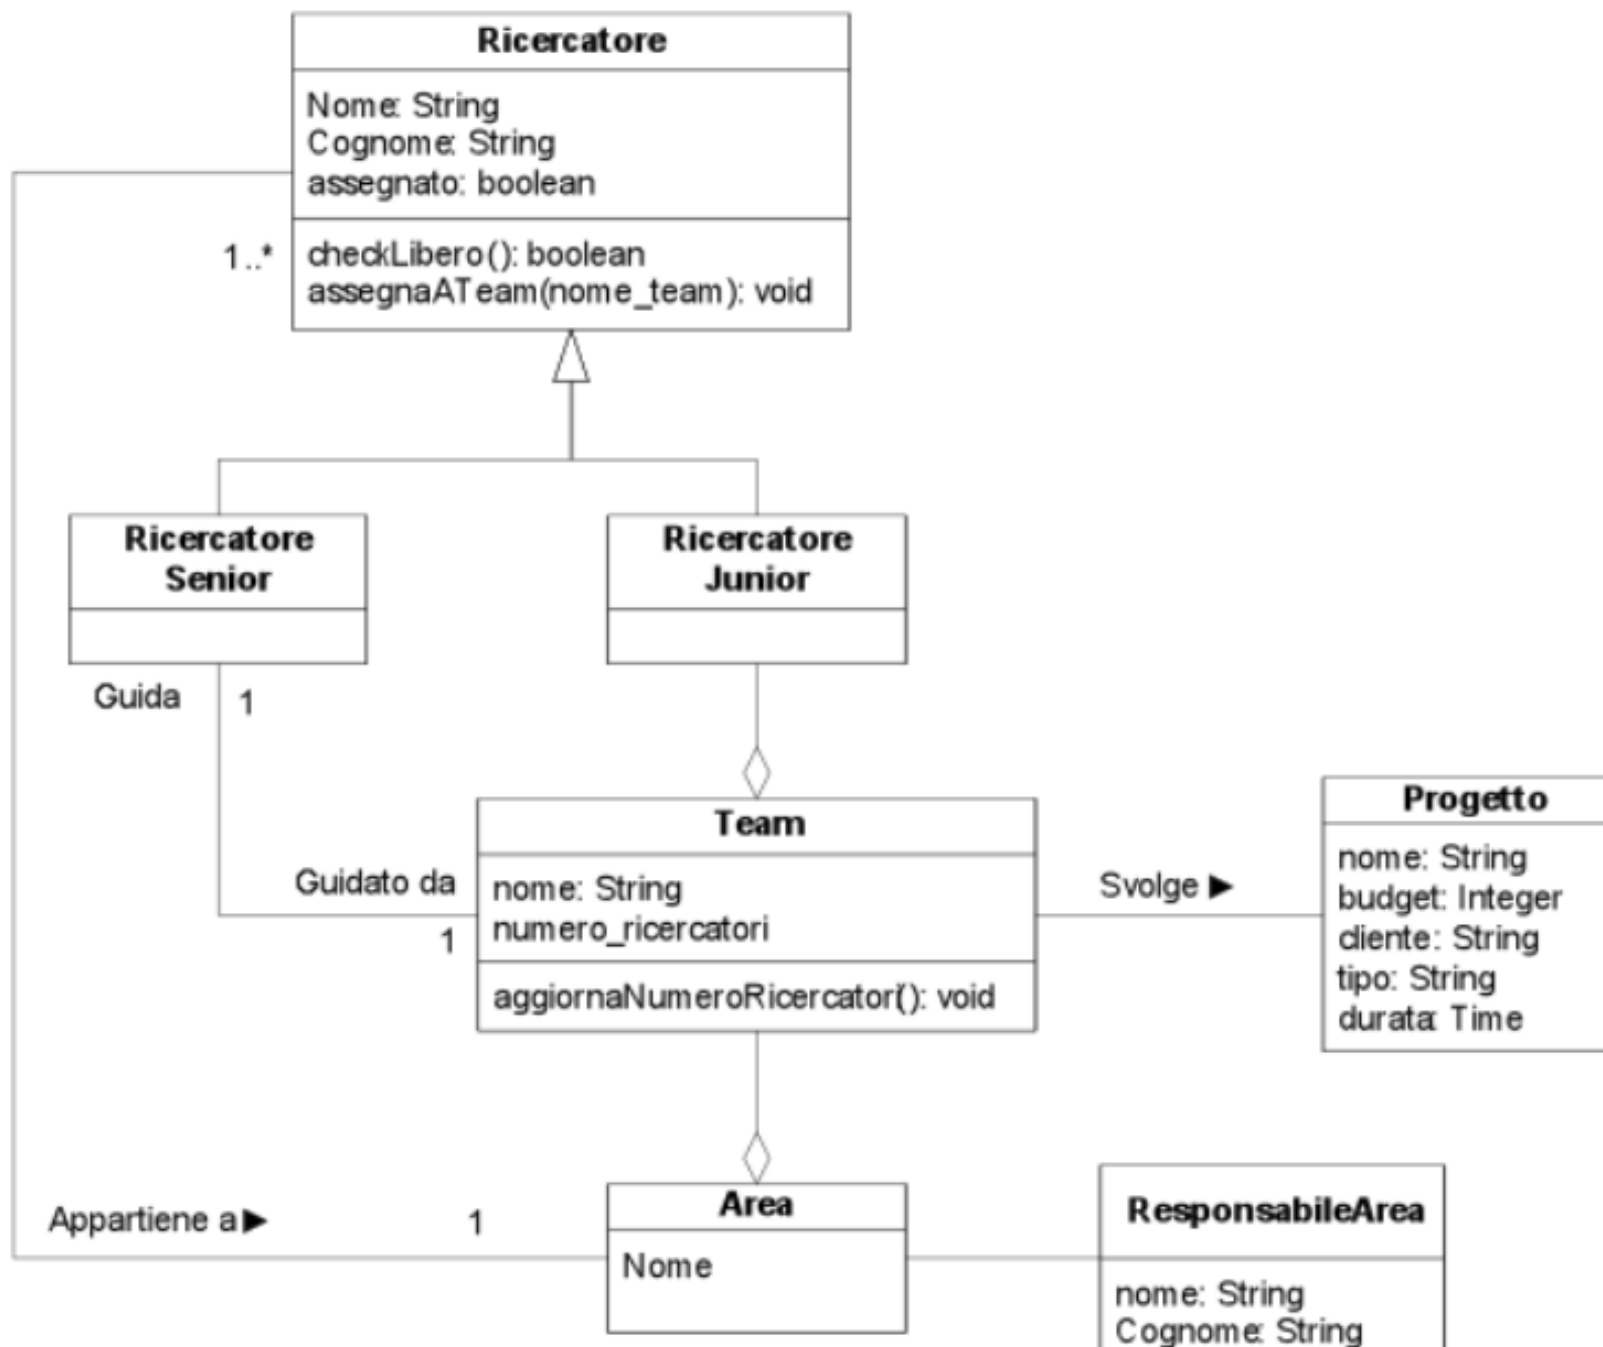 Ricercatore
Nome: String
Cognome: String
assegnato: boolean
1..*
checkLibero(): boolean
assegnaATeam(nome_team): void
Ricercatore
Senior
Ricercatore
Junior
Guida
1
Team
Guidato da
1
nome: String
numero_ricercatori
aggiornaNumeroRicercatori(): void
Svolge ►
Progetto
nome: String
budget: Integer
cliente: String
tipo: String
durata: Time
Appartiene a ►
1
Area
Nome
ResponsabileArea
nome: String
Cognome: String